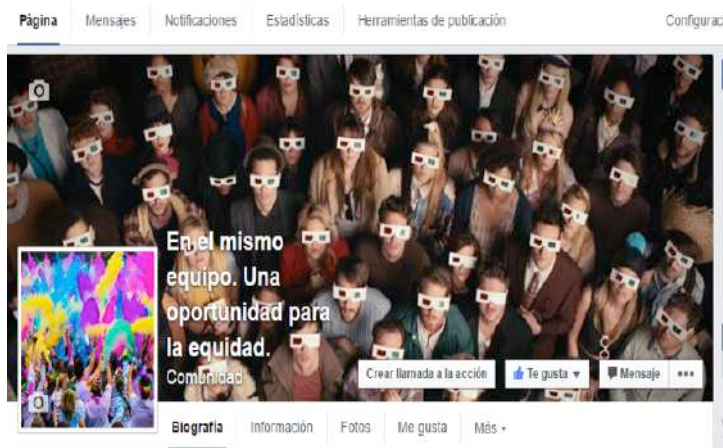 Página Mensajes Notificaciones Estadísticas Herramientas de publicación Configurac
En el mismo
equipo. Una
oportunidad para
la equidad.
Comunidad
Crear llamada a la acción Te gusta Mensaje
Biografía Información Fotos Me gusta Más